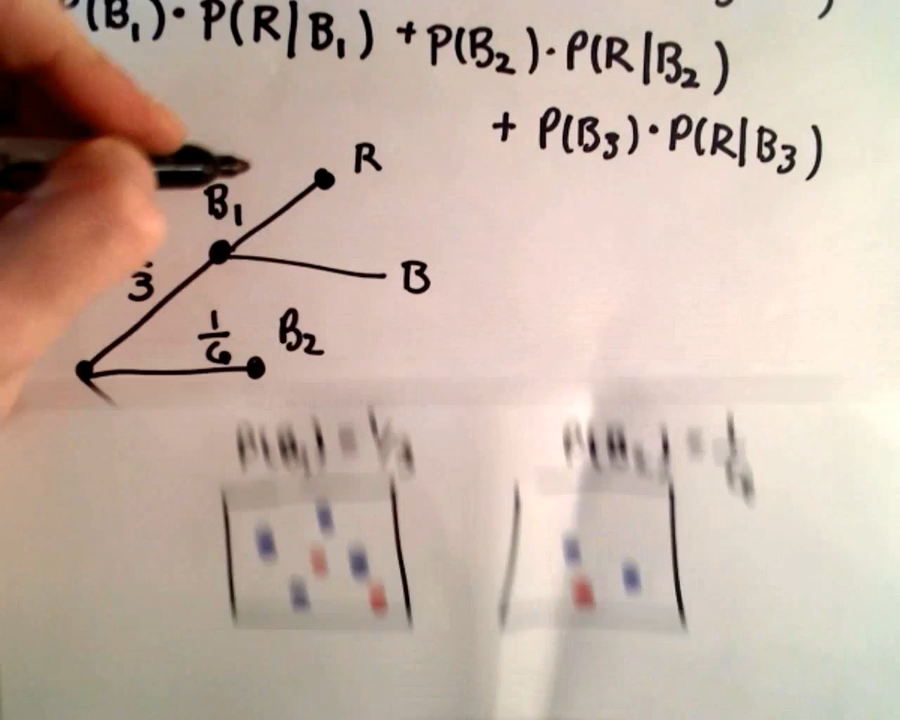 (B₁)·P(R|B₁) + P(B₂)·P(R|B₂)
+ P(B₃)·P(R|B₃)
R
B₁
B
3
1/6 B₂